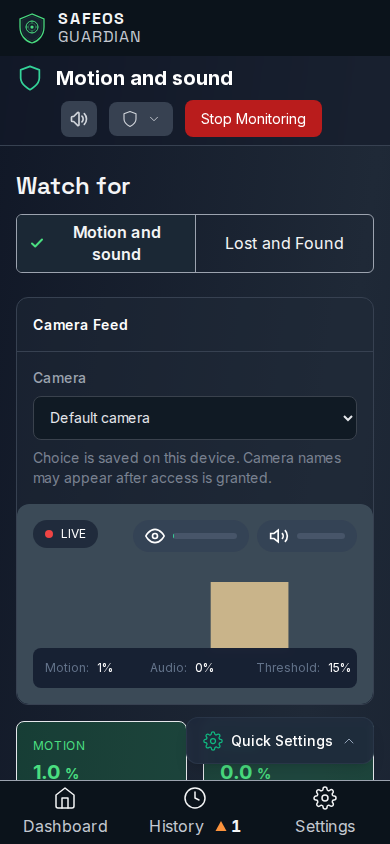 SAFEOS
GUARDIAN
Motion and sound
Stop Monitoring
Watch for
Motion and
sound
Lost and Found
Camera Feed
Camera
Default camera
Choice is saved on this device. Camera names
may appear after access is granted.
LIVE
Motion: 1% Audio: 0% Threshold: 15%
MOTION
1.0 %
0.0 %
Quick Settings
Dashboard
History 1
Settings